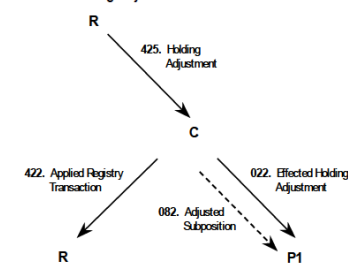 R
425. Holding
Adjustment
C
422. Applied Registry
Transaction
022. Effected Holding
Adjustment
082. Adjusted
Subposition
R
P1